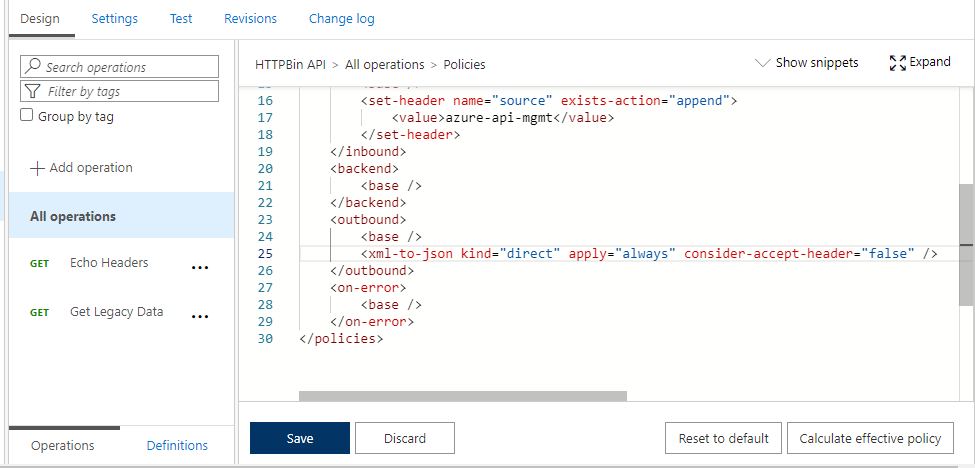 Design Settings Test Revisions Change log
Search operations
Filter by tags
Group by tag
Add operation
All operations
GET Echo Headers ...
GET Get Legacy Data ...
Operations Definitions
HTTPBin API > All operations > Policies
Show snippets Expand
16 <set-header name="source" exists-action="append">
17 <value>azure-api-mgmt</value>
18 </set-header>
19 </inbound>
20 <backend>
21 <base />
22 </backend>
23 <outbound>
24 <base />
25 <xml-to-json kind="direct" apply="always" consider-accept-header="false" />
26 </outbound>
27 <on-error>
28 <base />
29 </on-error>
30 </policies>
Save Discard Reset to default Calculate effective policy